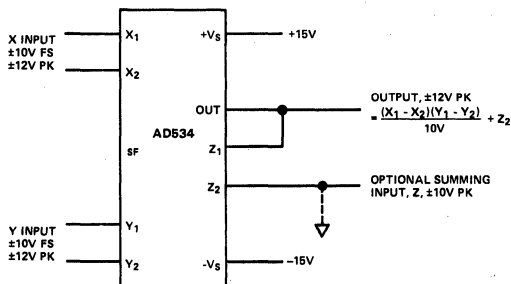 X INPUT
±10V FS
±12V PK
X1
X2
SF
Y INPUT
±10V FS
±12V PK
Y1
Y2
AD534
+VS
+15V
OUT
Z1
OUTPUT, ±12V PK
= (X1 - X2)(Y1 - Y2)
10V
+ Z2
Z2
OPTIONAL SUMMING
INPUT, Z, ±10V PK
-VS
-15V